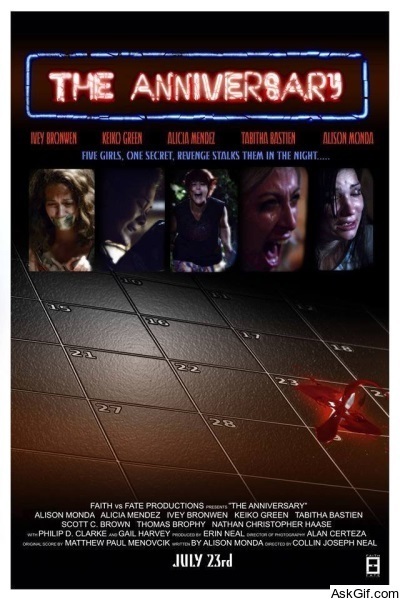 THE ANNIVERSARY
IVEY BRONWEN KEIKO GREEN ALICIA MENDEZ TABITHA BASTIEN ALISON MONDA
FIVE GIRLS, ONE SECRET, REVENGE STALKS THEM IN THE NIGHT.....
15
16
17
18
21
22
23
24
27
28
FAITH vs FATE PRODUCTIONS PRESENTS "THE ANNIVERSARY"
ALISON MONDA ALICIA MENDEZ IVEY BRONWEN KEIKO GREEN TABITHA BASTIEN
SCOTT C. BROWN THOMAS BROPHY NATHAN CHRISTOPHER HAASE
WITH PHILIP D. CLARKE AND GAIL HARVEY PRODUCED BY ERIN NEAL DIRECTOR OF PHOTOGRAPHY ALAN CERTEZA
ORIGINAL SCORE BY MATTHEW PAUL MENOVCIK WRITTEN BY ALISON MONDA DIRECTED BY COLLIN JOSEPH NEAL
JULY 23rd
FAITH
FATE
AskGif.com